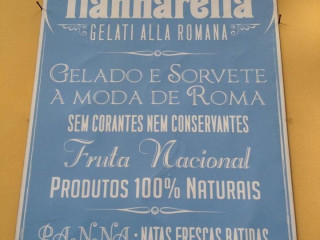 Nannarella
GELATI ALLA ROMANA
GELADO E SORVETE
A MODA DE ROMA
SEM CORANTES NEM CONSERVANTES
Fruta Nacional
PRODUTOS 100% NATURAIS
PANNA • NATAS FRESCAS BATIDAS